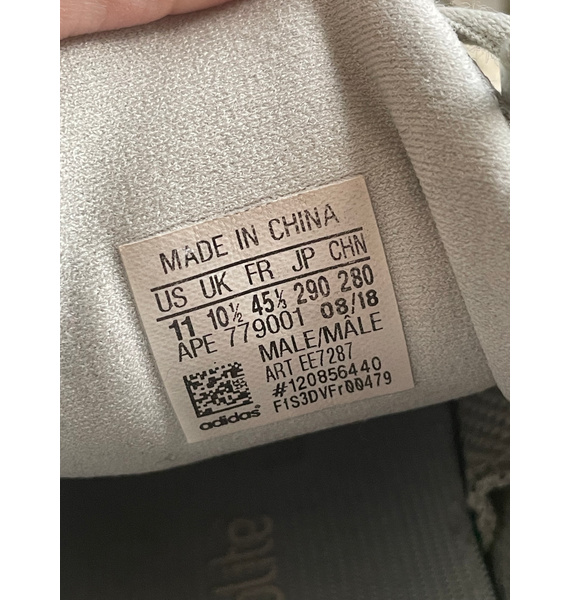 MADE IN CHINA
US UK FR JP CHN
11 10½ 45⅓ 290 280
APE 779001 08/18
MALE/MÂLE
ART EE7287
#120856440
F1S3DVFr00479
adidas